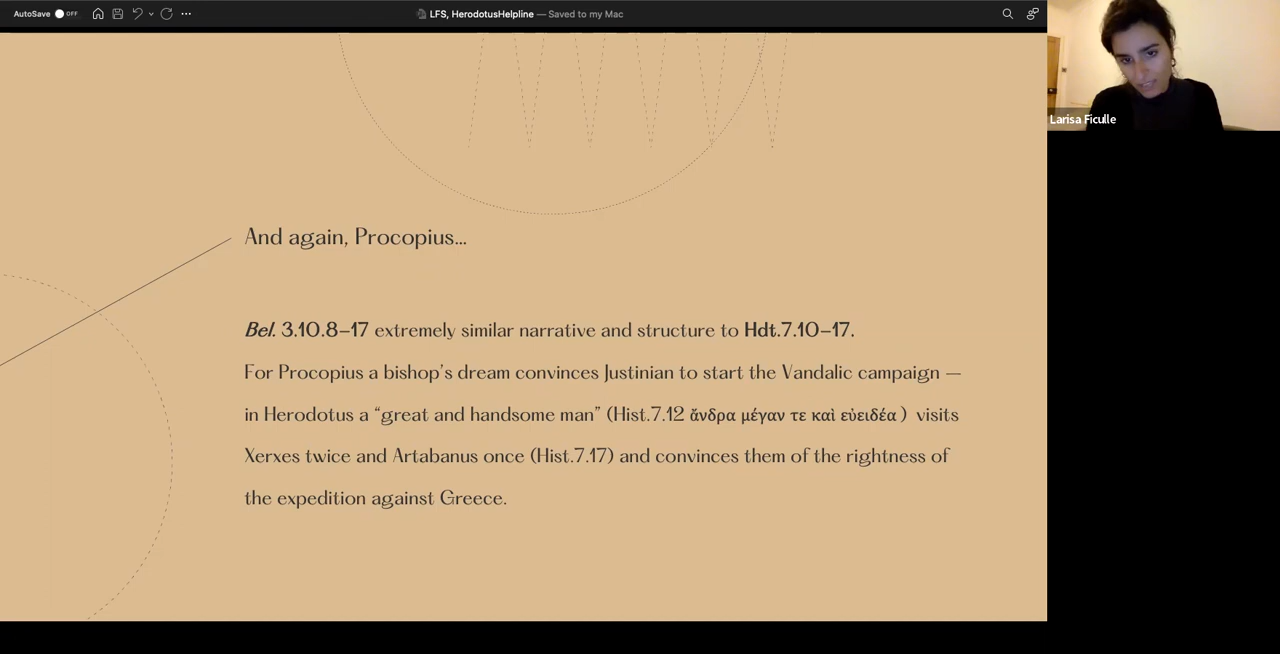 AutoSave OFF
LFS, HerodotusHelpline — Saved to my Mac
Larisa Ficulle
And again, Procopius...
Bel. 3.10.8–17 extremely similar narrative and structure to Hdt.7.10–17.
For Procopius a bishop's dream convinces Justinian to start the Vandalic campaign —
in Herodotus a “great and handsome man” (Hist.7.12 ἄνδρα μέγαν τε καὶ εὐειδέα ) visits
Xerxes twice and Artabanus once (Hist.7.17) and convinces them of the rightness of
the expedition against Greece.